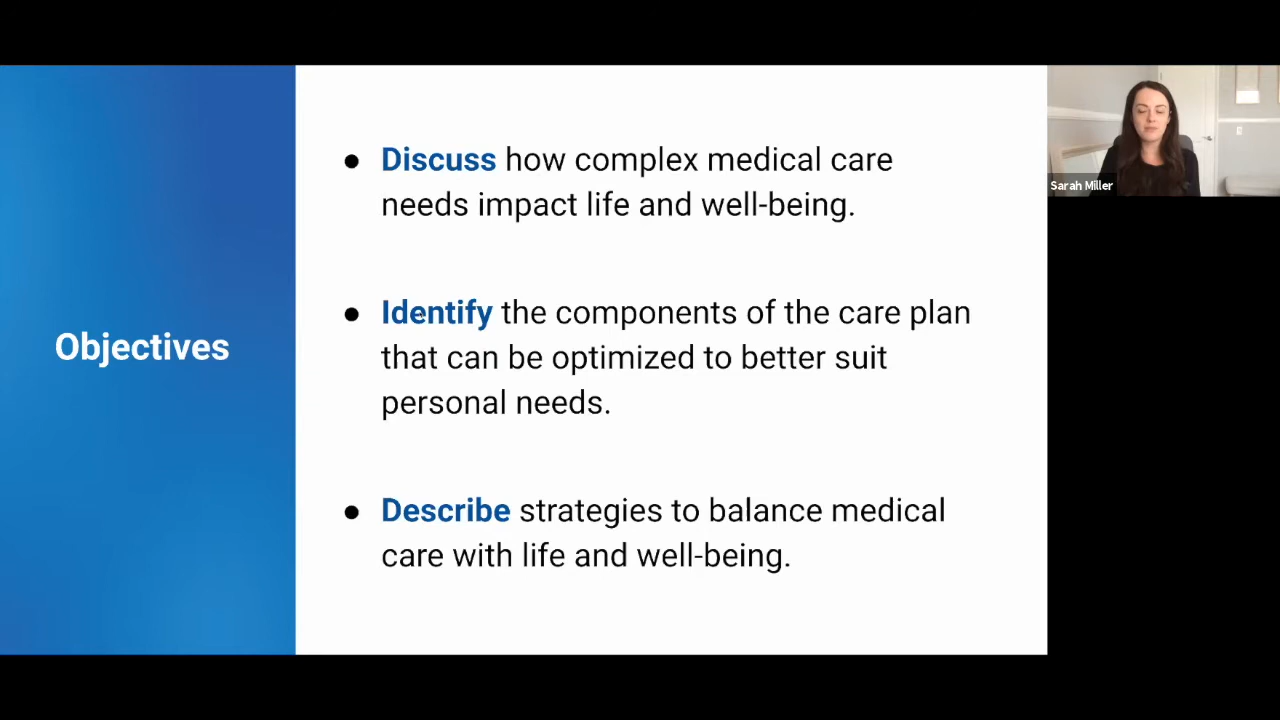 Objectives
● Discuss how complex medical care
needs impact life and well-being.
● Identify the components of the care plan
that can be optimized to better suit
personal needs.
● Describe strategies to balance medical
care with life and well-being.
Sarah Miller